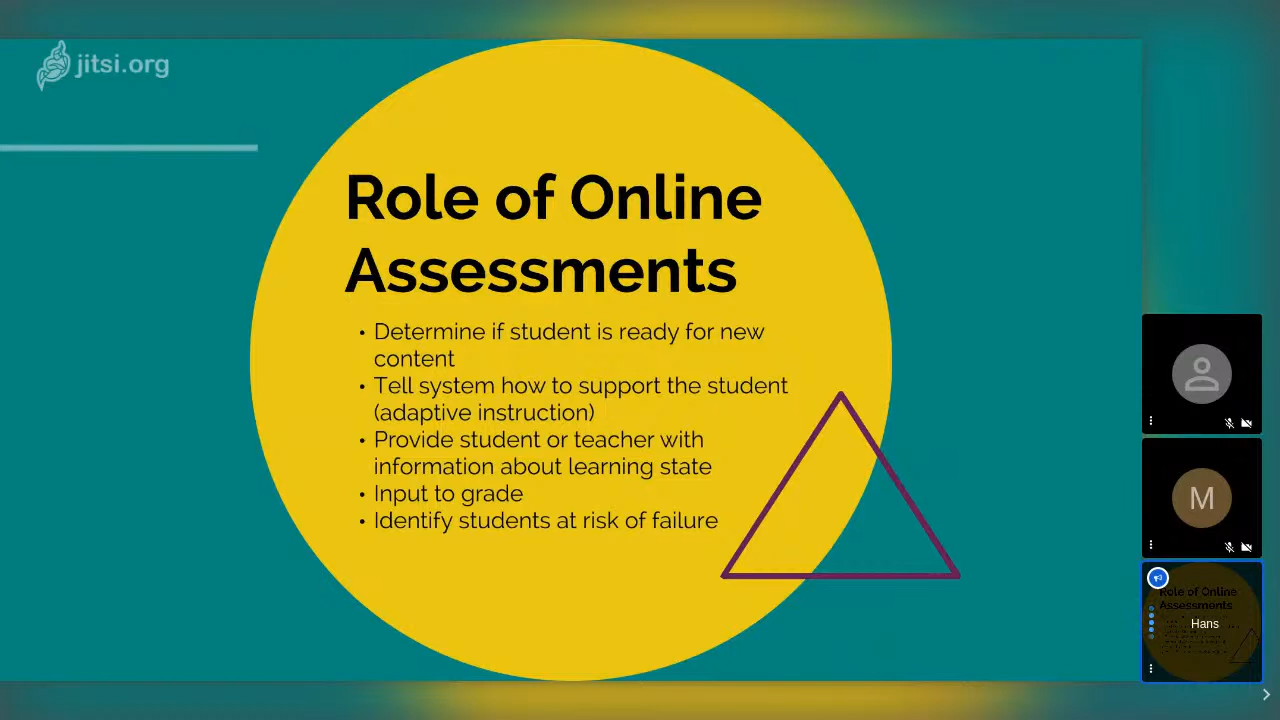 jitsi.org
Role of Online
Assessments
• Determine if student is ready for new
content
• Tell system how to support the student
(adaptive instruction)
• Provide student or teacher with
information about learning state
• Input to grade
• Identify students at risk of failure
M
Role of Online
Assessments
Hans